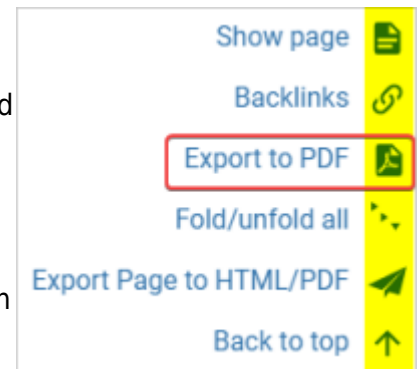 Show page
Backlinks
d
Export to PDF
Fold/unfold all
Export Page to HTML/PDF
n
Back to top